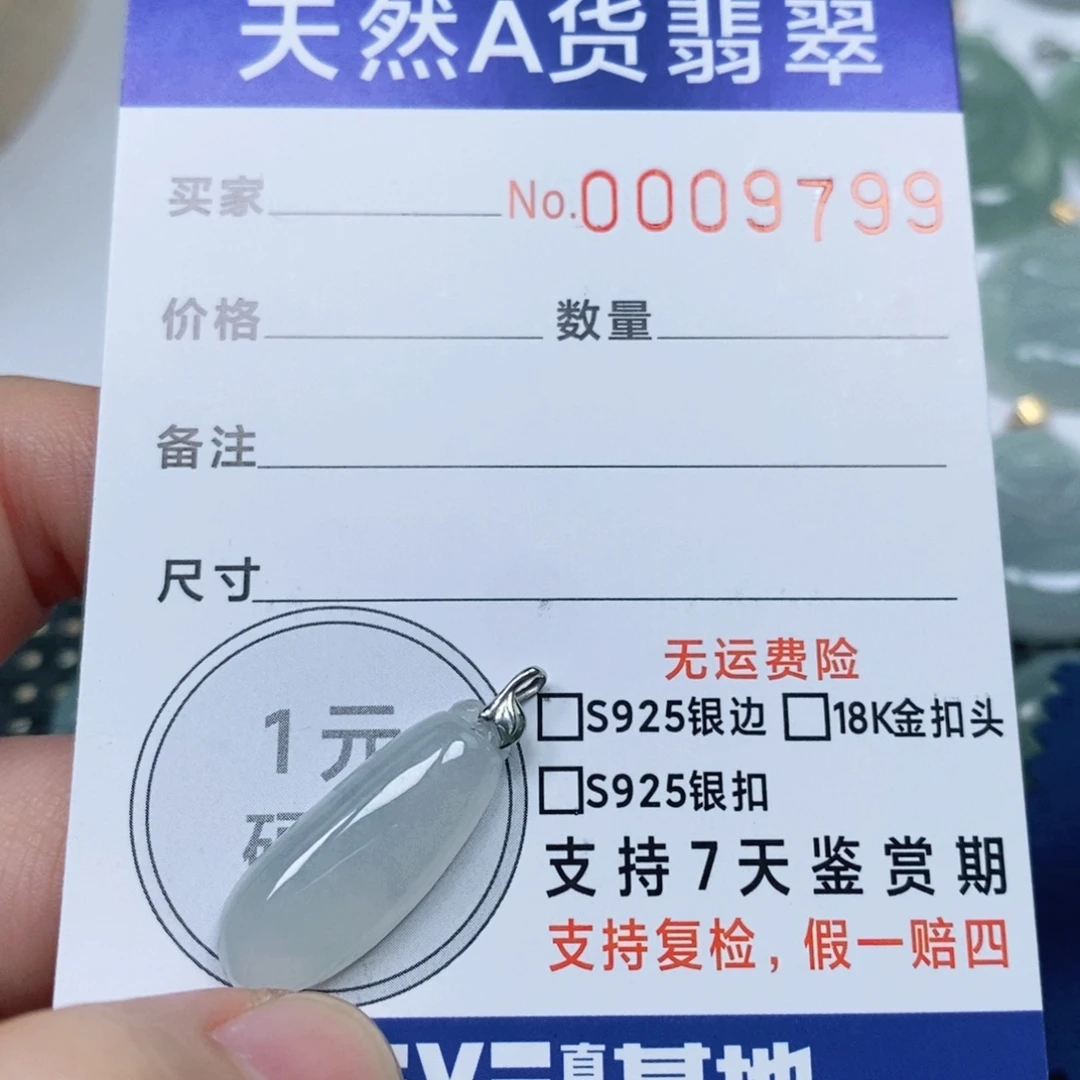 天然A货翡翠
买家 No.0009799
价格 数量
备注
尺寸
无运费险
1元
□S925银边 □18K金扣头
□S925银扣
支持7天鉴赏期
支持复检，假一赔四
基地